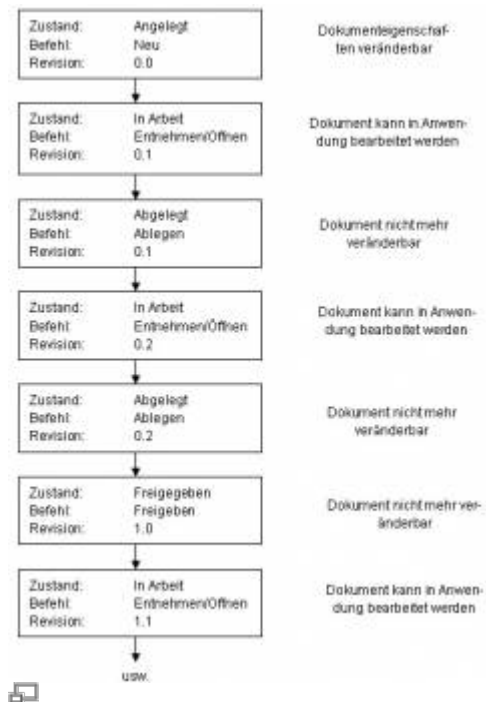 Zustand: Angelegt
Befehl: Neu
Revision: 0.0
Dokumenteigenschaf-
ten veränderbar
Zustand: In Arbeit
Befehl: Entnehmen/Öffnen
Revision: 0.1
Dokument kann in Anwen-
dung bearbeitet werden
Zustand: Abgelegt
Befehl: Ablegen
Revision: 0.1
Dokument nicht mehr
veränderbar
Zustand: In Arbeit
Befehl: Entnehmen/Öffnen
Revision: 0.2
Dokument kann in Anwen-
dung bearbeitet werden
Zustand: Abgelegt
Befehl: Ablegen
Revision: 0.2
Dokument nicht mehr
veränderbar
Zustand: Freigegeben
Befehl: Freigeben
Revision: 1.0
Dokument nicht mehr ver-
änderbar
Zustand: In Arbeit
Befehl: Entnehmen/Öffnen
Revision: 1.1
Dokument kann in Anwen-
dung bearbeitet werden
usw.